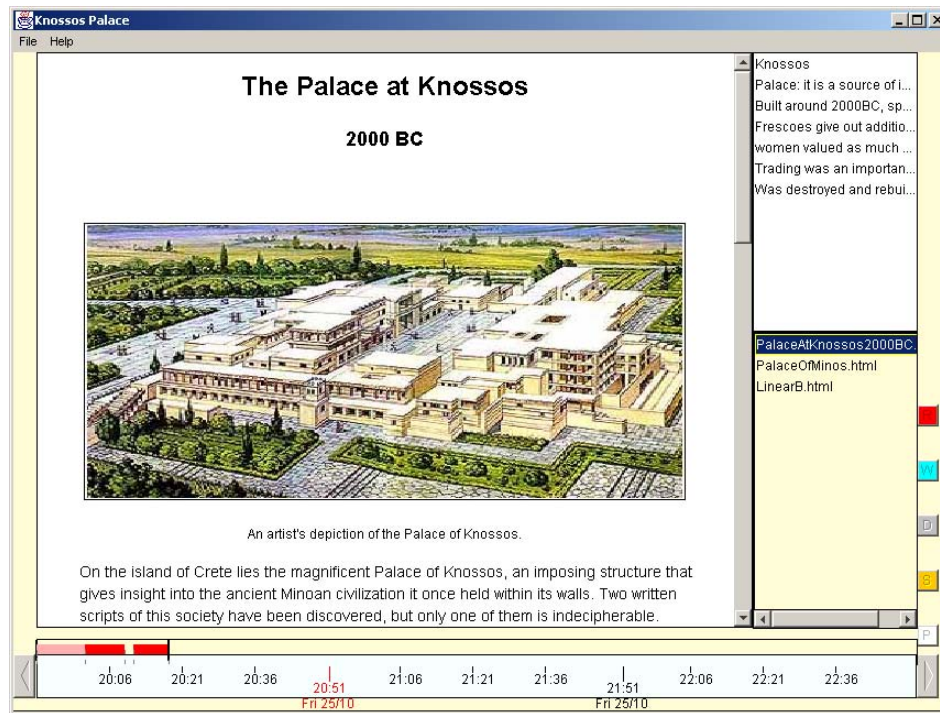 Knossos Palace
File Help
The Palace at Knossos
2000 BC
An artist's depiction of the Palace of Knossos.
On the island of Crete lies the magnificent Palace of Knossos, an imposing structure that
gives insight into the ancient Minoan civilization it once held within its walls. Two written
scripts of this society have been discovered, but only one of them is indecipherable.
Knossos
Palace: it is a source of i...
Built around 2000BC, sp...
Frescoes give out additio...
women valued as much ...
Trading was an importan...
Was destroyed and rebui...
PalaceAtKnossos2000BC.
PalaceOfMinos.html
LinearB.html
W
D
S
P
20:06 20:21 20:36 20:51 21:06 21:21 21:36 21:51 22:06 22:21 22:36
Fri 25/10 Fri 25/10